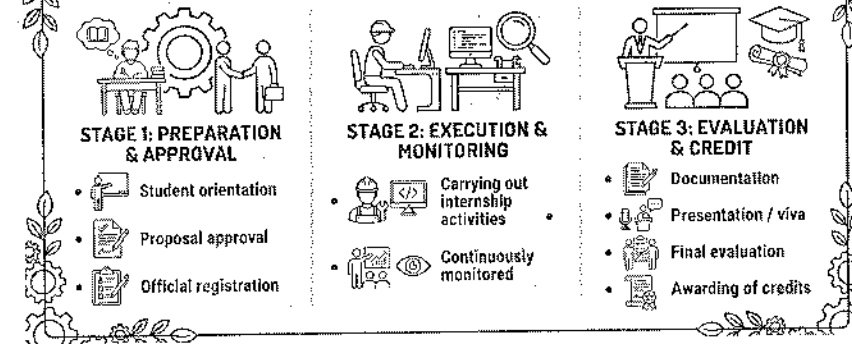 STAGE 1: PREPARATION
& APPROVAL
• Student orientation
• Proposal approval
• Official registration
STAGE 2: EXECUTION &
MONITORING
</>
• Carrying out
internship
activities
• Continuously
monitored
STAGE 3: EVALUATION
& CREDIT
• Documentation
• Presentation / viva
• Final evaluation
• Awarding of credits